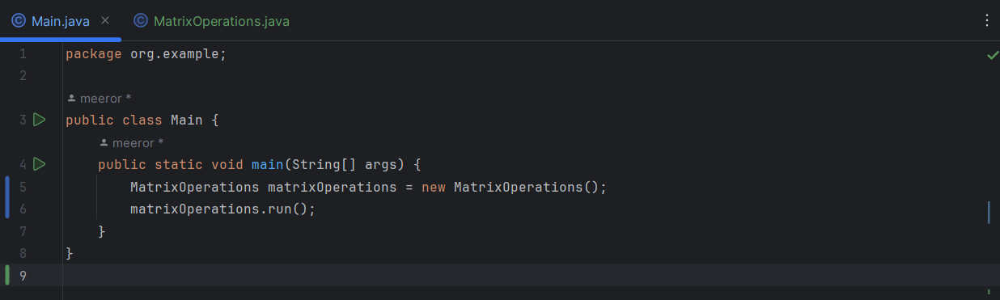 Main.java
MatrixOperations.java
1 package org.example;
2
meeror *
3 public class Main {
meeror *
4 public static void main(String[] args) {
5 MatrixOperations matrixOperations = new MatrixOperations();
6 matrixOperations.run();
7 }
8 }
9